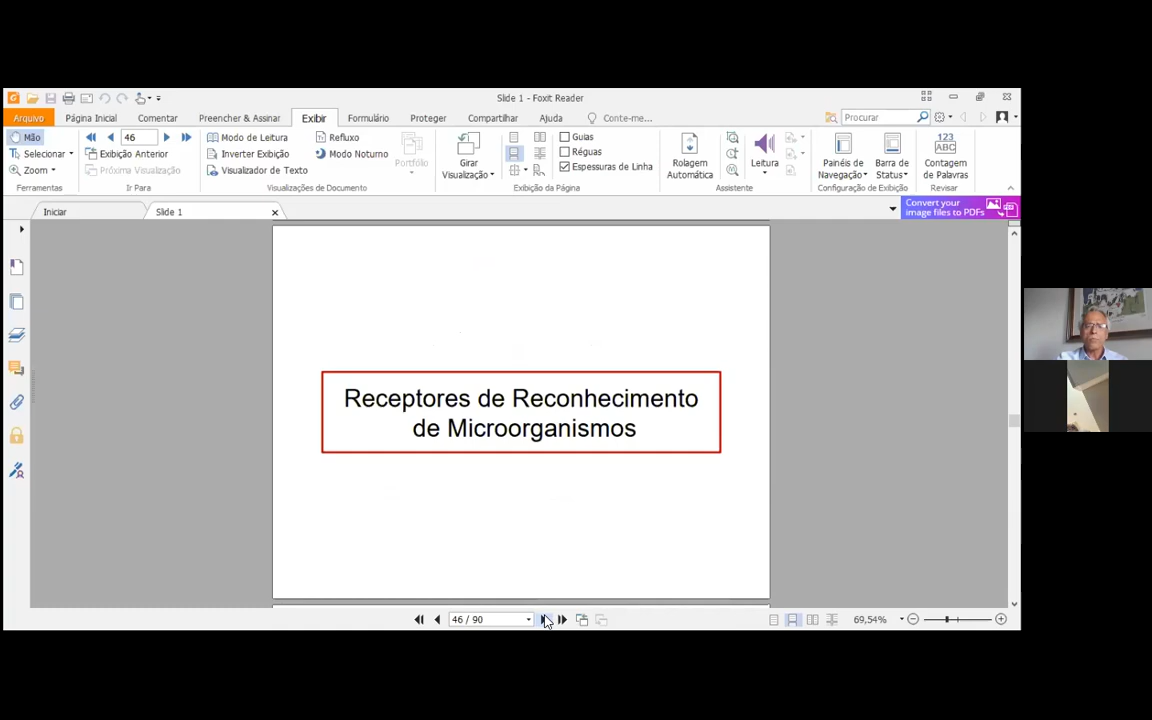 Slide 1 - Foxit Reader
Arquivo Página Inicial Comentar Preencher & Assinar Exibir Formulário Proteger Compartilhar Ajuda Conte-me... Procurar
Mão 46 Modo de Leitura Refluxo Guias
Selecionar Exibição Anterior Inverter Exibição Modo Noturno Réguas
Zoom Próxima Visualização Visualizador de Texto Espessuras de Linha
Portfólio Girar Visualização Rolagem Automática Leitura Painéis de Navegação Barra de Status 123 ABC Contagem de Palavras
Ferramentas Ir Para Visualizações de Documento Exibição da Página Assistente Configuração de Exibição Revisar
Iniciar Slide 1 Convert your
image files to PDFs
Receptores de Reconhecimento
de Microorganismos
46 / 90 69,54%